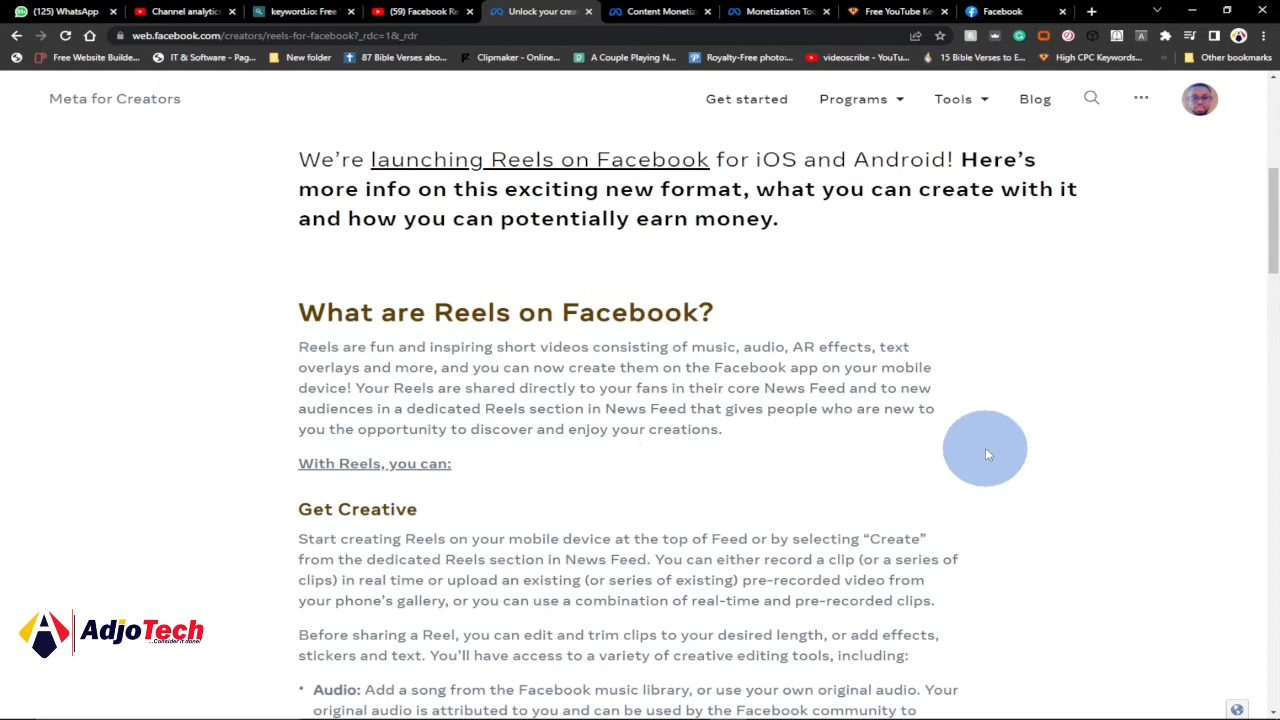 (125) WhatsApp
Channel analytics
keyword.io: Free
(59) Facebook Re
Unlock your crea
Content Monetiz
Monetization Too
Free YouTube Ke
Facebook
web.facebook.com/creators/reels-for-facebook?_rdc=1&_rdr
Free Website Builde...
IT & Software - Pag...
New folder
87 Bible Verses abo...
Clipmaker - Online...
A Couple Playing N...
Royalty-Free photo:...
videoscribe - YouTu...
15 Bible Verses to E...
High CPC Keywords...
Other bookmarks
Meta for Creators
Get started
Programs
Tools
Blog
We're launching Reels on Facebook for iOS and Android! Here's
more info on this exciting new format, what you can create with it
and how you can potentially earn money.
What are Reels on Facebook?
Reels are fun and inspiring short videos consisting of music, audio, AR effects, text
overlays and more, and you can now create them on the Facebook app on your mobile
device! Your Reels are shared directly to your fans in their core News Feed and to new
audiences in a dedicated Reels section in News Feed that gives people who are new to
you the opportunity to discover and enjoy your creations.
With Reels, you can:
Get Creative
Start creating Reels on your mobile device at the top of Feed or by selecting “Create”
from the dedicated Reels section in News Feed. You can either record a clip (or a series of
clips) in real time or upload an existing (or series of existing) pre-recorded video from
your phone's gallery, or you can use a combination of real-time and pre-recorded clips.
AdjoTech
...Consider it done!
Before sharing a Reel, you can edit and trim clips to your desired length, or add effects,
stickers and text. You'll have access to a variety of creative editing tools, including:
• Audio: Add a song from the Facebook music library, or use your own original audio. Your
original audio is attributed to you and can be used by the Facebook community to